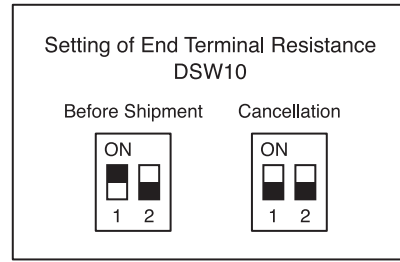 Setting of End Terminal Resistance
DSW10
Before Shipment Cancellation
ON ON
1 2 1 2